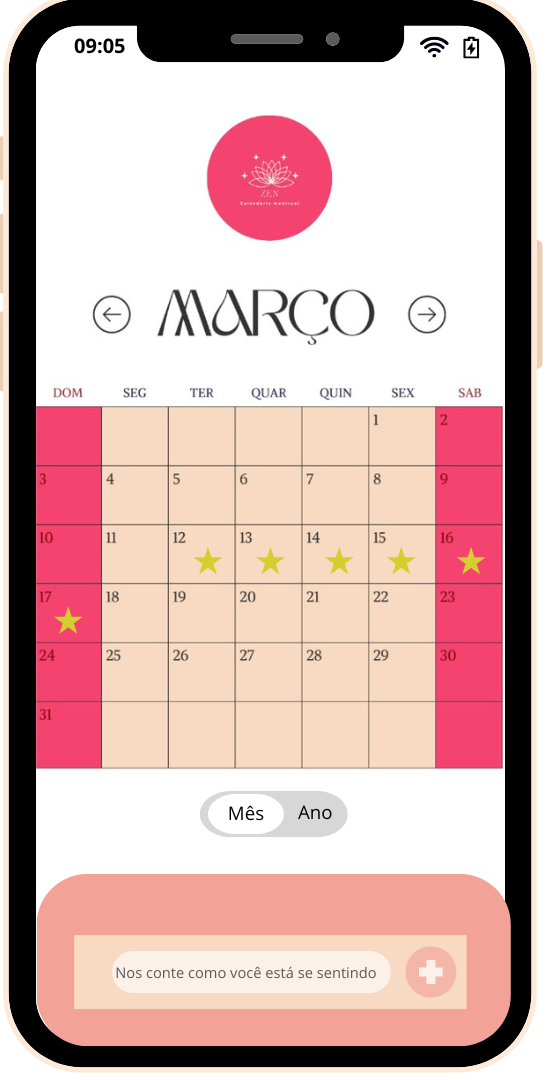 09:05
ZEN
Calendário menstrual
MARÇO
DOM SEG TER QUAR QUIN SEX SAB
1 2
3 4 5 6 7 8 9
10 11 12 13 14 15 16
17 18 19 20 21 22 23
24 25 26 27 28 29 30
31
Mês Ano
Nos conte como você está se sentindo